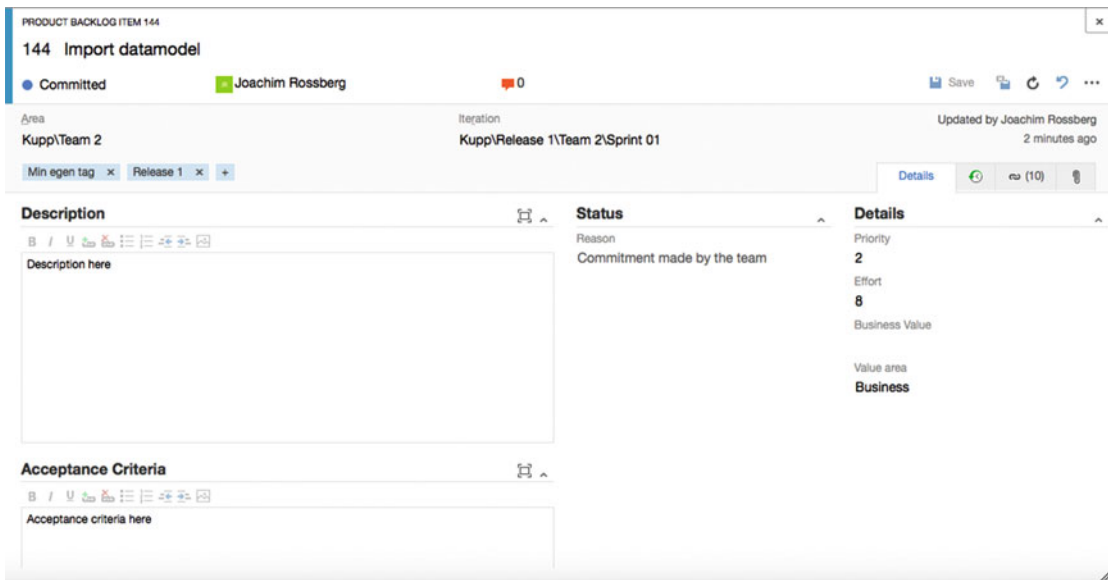 PRODUCT BACKLOG ITEM 144
144 Import datamodel
Committed
Joachim Rossberg
0
Save
Area
Kupp\Team 2
Iteration
Kupp\Release 1\Team 2\Sprint 01
Updated by Joachim Rossberg
2 minutes ago
Min egen tag × Release 1 × +
Details
(10)
Description
B I U
Description here
Status
Reason
Commitment made by the team
Details
Priority
2
Effort
8
Business Value
Value area
Business
Acceptance Criteria
B I U
Acceptance criteria here